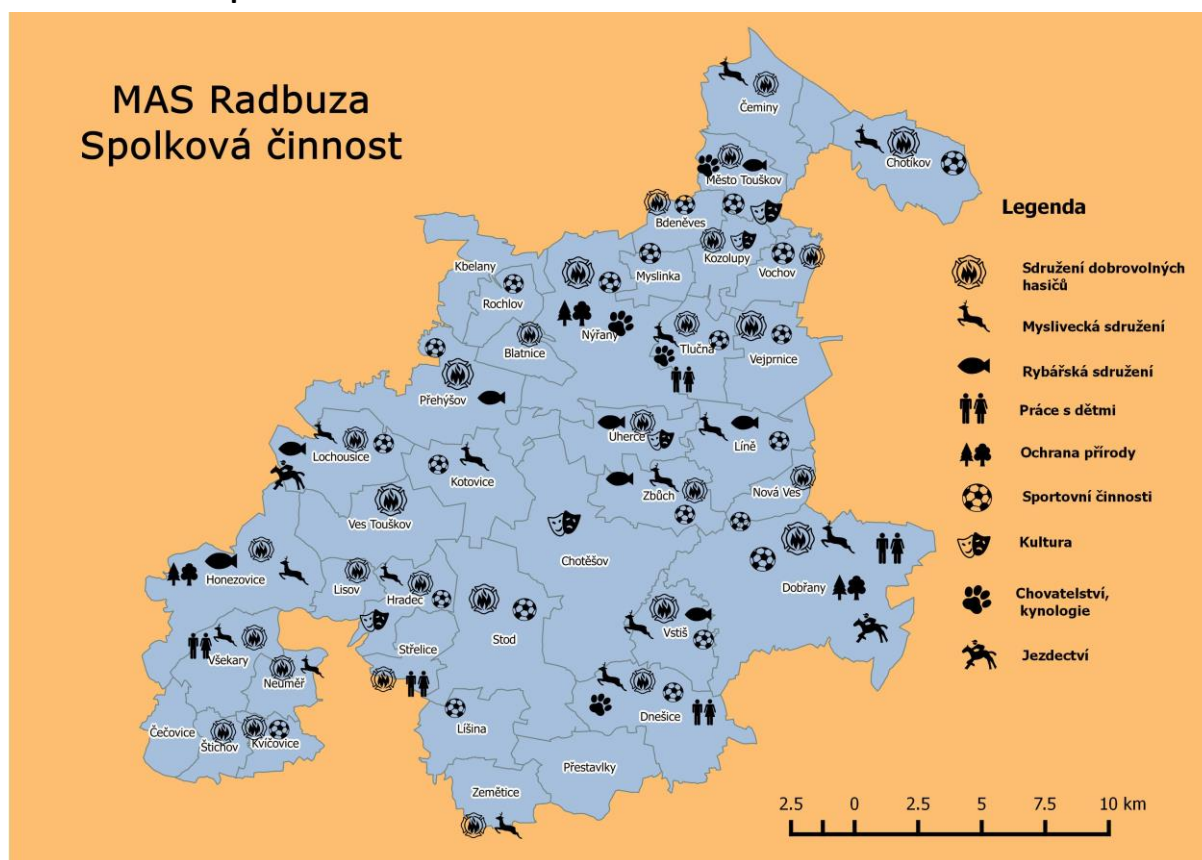 MAS Radbuza
Spolková činnost
Čeminy
Chotíkov
Město Touškov
Legenda
Bdeněves
Kozolupy
Kbelany
Myslinka
Vochov
Sdružení dobrovolných
hasičů
Rochlov
Myslivecká sdružení
Nýřany
Blatnice
Tlučná
Vejprnice
Rybářská sdružení
Přehýšov
Práce s dětmi
Úherce
Líně
Lochousice
Ochrana přírody
Kotovice
Zbůch
Nová Ves
Sportovní činnosti
Ves Touškov
Kultura
Chotěšov
Honezovice
Lisov
Hradec
Dobřany
Chovatelství,
kynologie
Stod
Vstiš
Střelice
Jezdectví
Všekary
Neuměř
Dnešice
Líšina
Čečovice
Štichov
Kvíčovice
Přestavlky
Zemětice
2.5 0 2.5 5 7.5 10 km